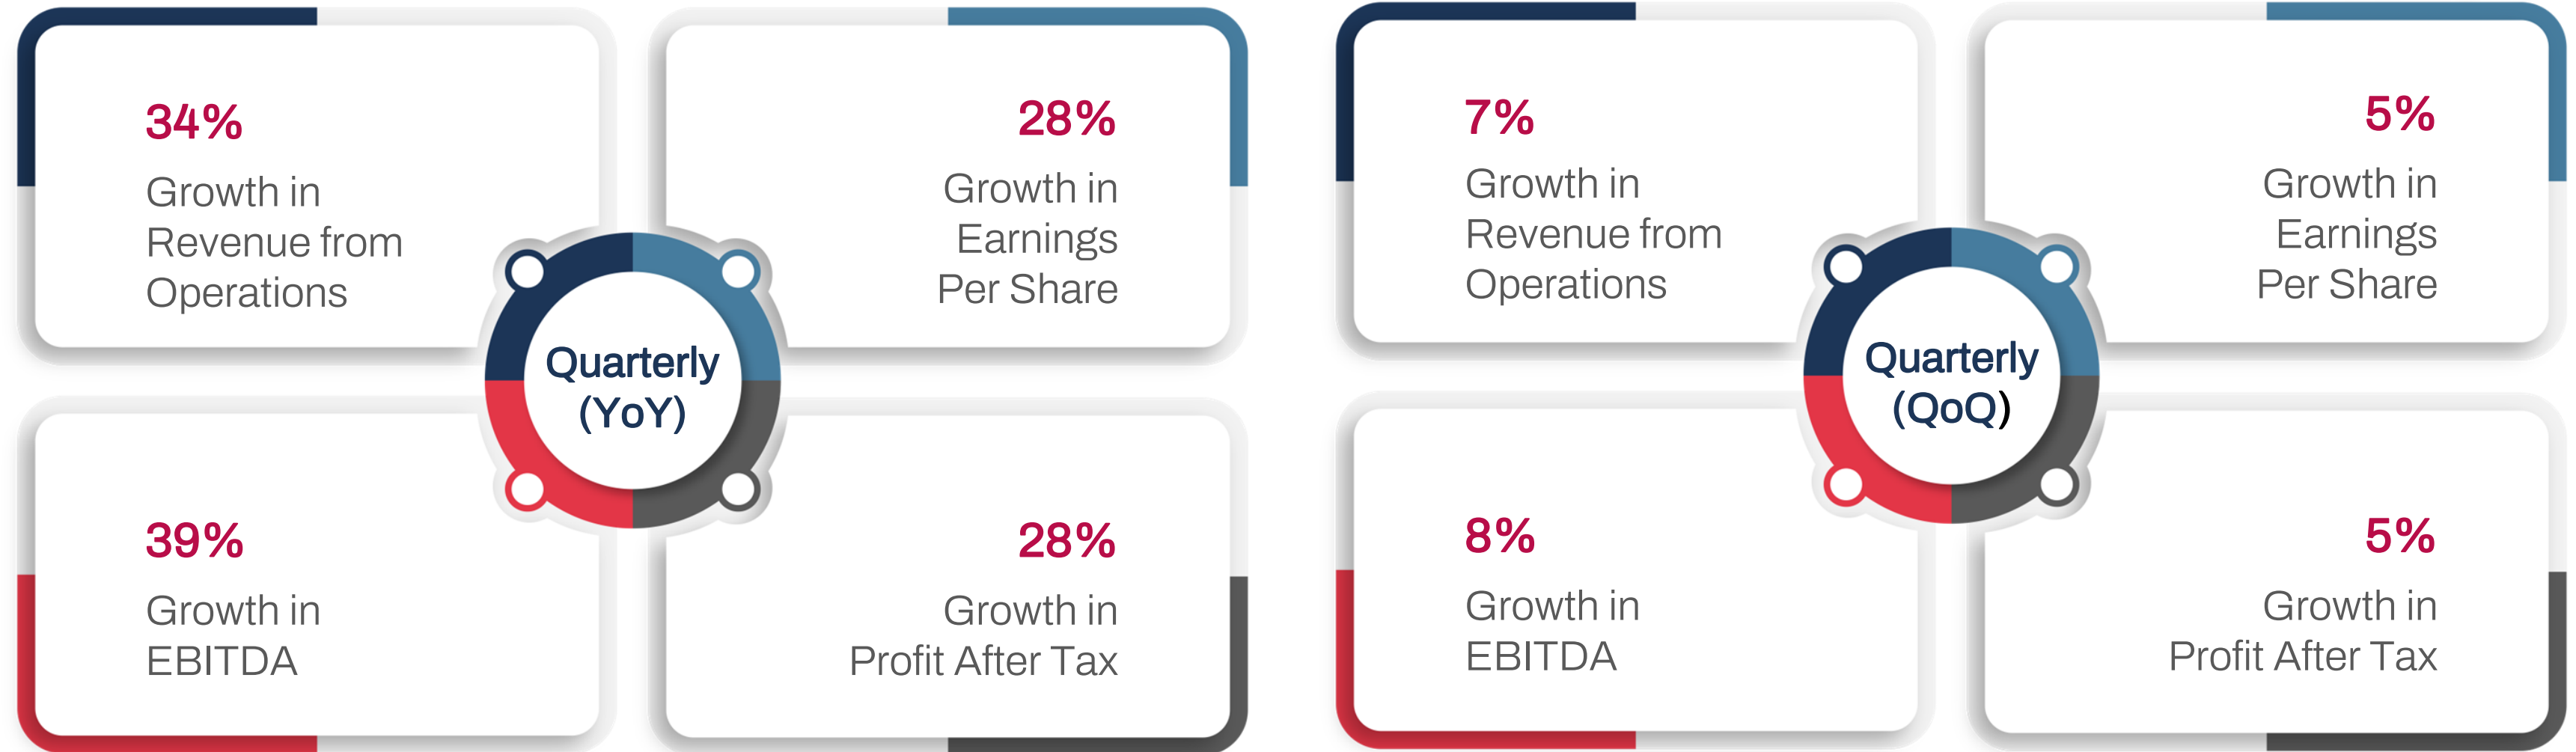 34%
Growth in
Revenue from
Operations
28%
Growth in
Earnings
Per Share
Quarterly
(YoY)
39%
Growth in
EBITDA
28%
Growth in
Profit After Tax
7%
Growth in
Revenue from
Operations
5%
Growth in
Earnings
Per Share
Quarterly
(QoQ)
8%
Growth in
EBITDA
5%
Growth in
Profit After Tax